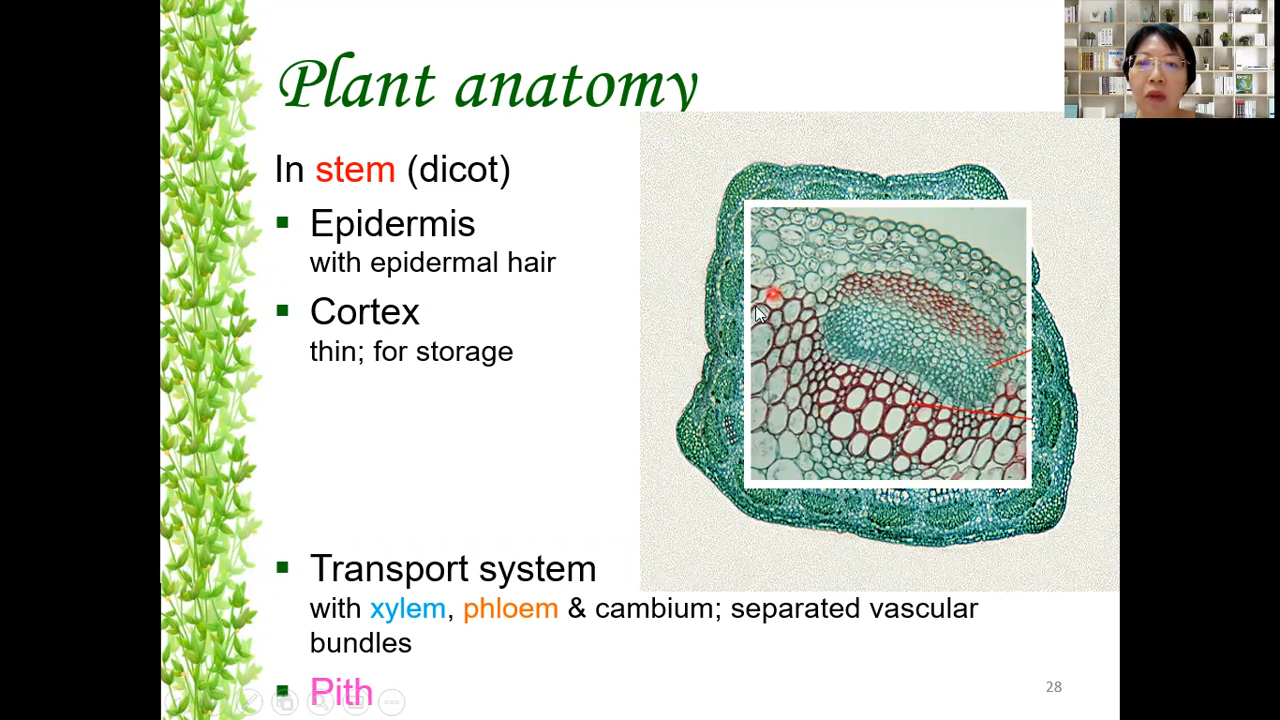 Plant anatomy
In stem (dicot)
Epidermis
with epidermal hair
Cortex
thin; for storage
Transport system
with xylem, phloem & cambium; separated vascular
bundles
Pith
28